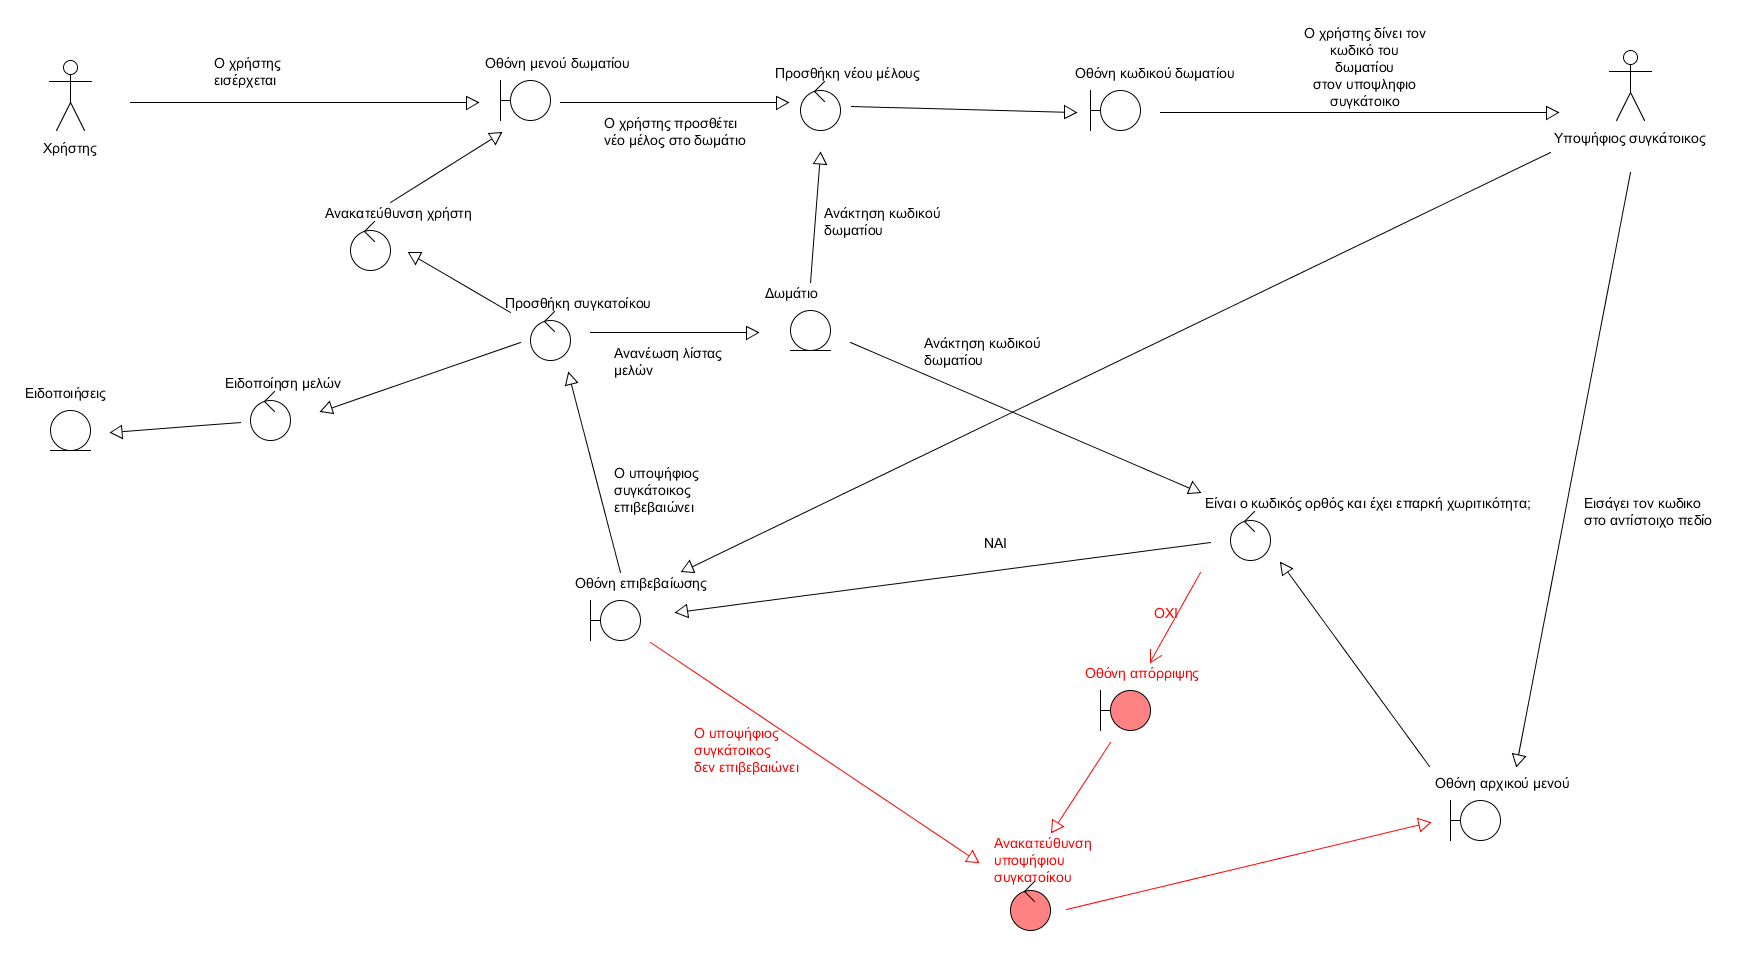 Ο χρήστης
εισέρχεται
Οθόνη μενού δωματίου
Προσθήκη νέου μέλους
Οθόνη κωδικού δωματίου
Ο χρήστης δίνει τον
κωδικό του
δωματίου
στον υποψληφιο
συγκάτοικο
Χρήστης
Ο χρήστης προσθέτει
νέο μέλος στο δωμάτιο
Υποψήφιος συγκάτοικος
Ανακατεύθυνση χρήστη
Ανάκτηση κωδικού
δωματίου
Προσθήκη συγκατοίκου
Δωμάτιο
Ανανέωση λίστας
μελών
Ανάκτηση κωδικού
δωματίου
Ειδοποιήσεις
Ειδοποίηση μελών
Ο υποψήφιος
συγκάτοικος
επιβεβαιώνει
Είναι ο κωδικός ορθός και έχει επαρκή χωριτικότητα;
Εισάγει τον κωδικο
στο αντίστοιχο πεδίο
ΝΑΙ
Οθόνη επιβεβαίωσης
ΟΧΙ
Οθόνη απόρριψης
Ο υποψήφιος
συγκάτοικος
δεν επιβεβαιώνει
Οθόνη αρχικού μενού
Ανακατεύθυνση
υποψήφιου
συγκατοίκου